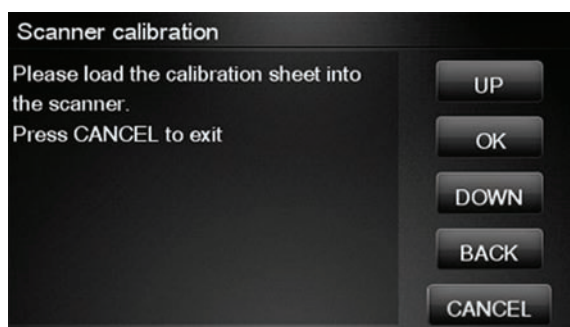 Scanner calibration
Please load the calibration sheet into
the scanner.
Press CANCEL to exit
UP
OK
DOWN
BACK
CANCEL